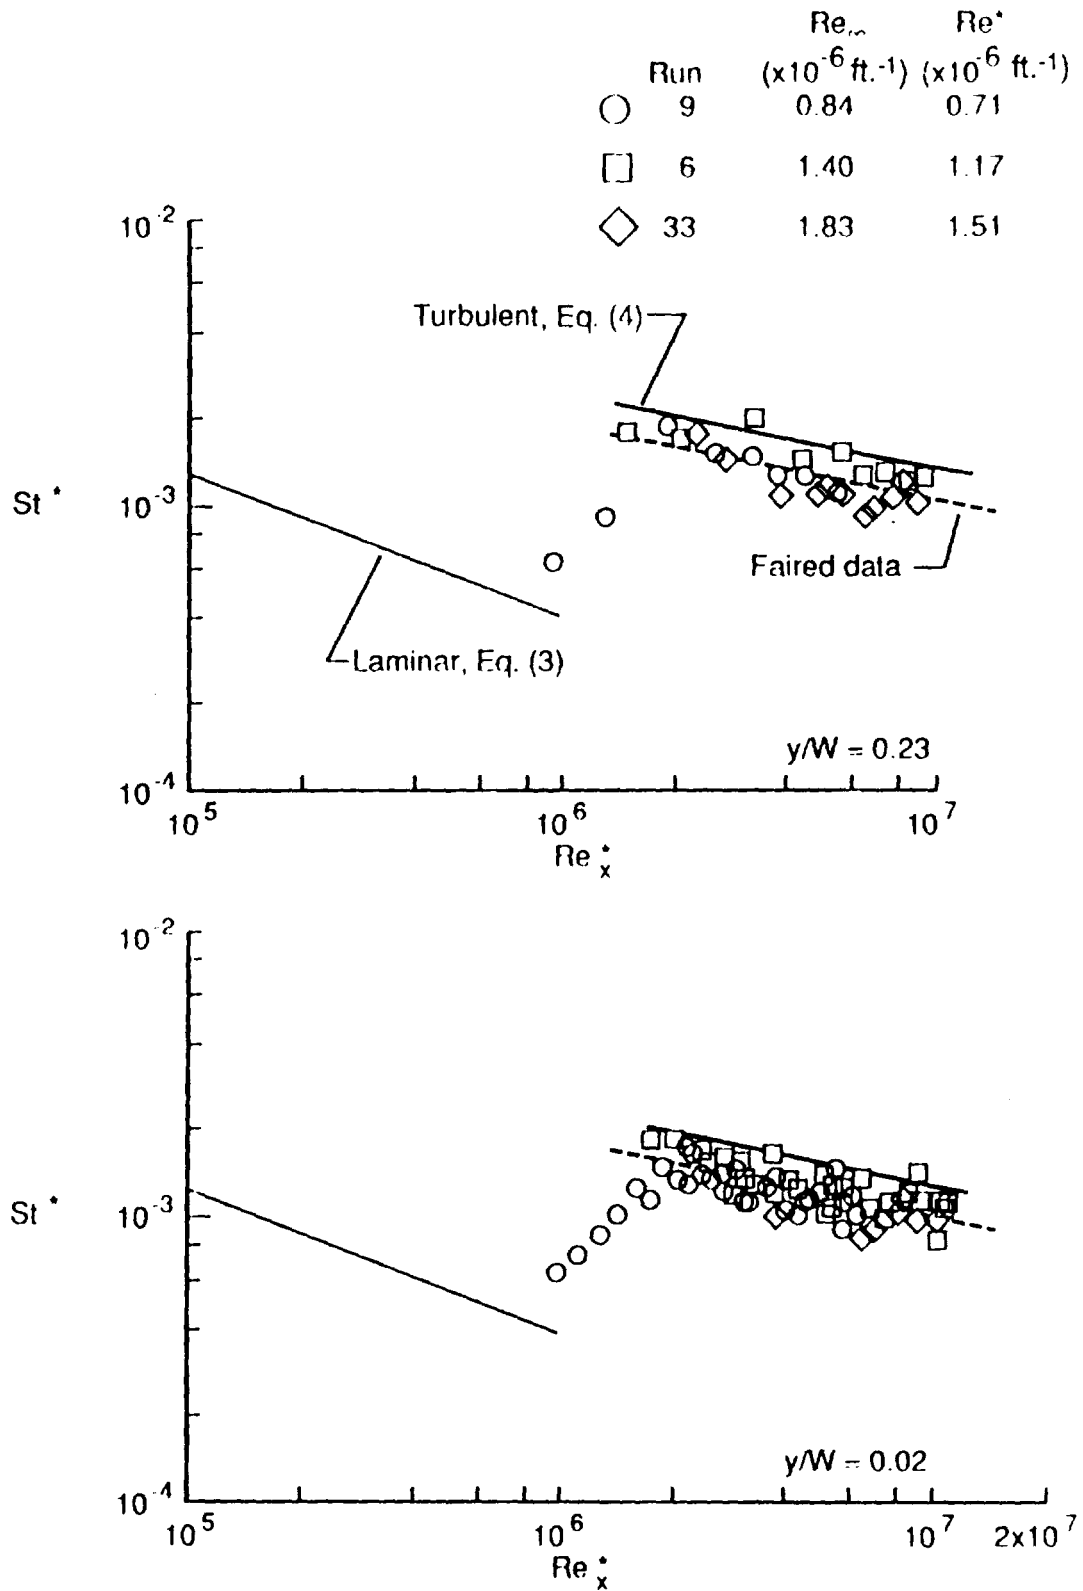 Re∞ Re*
Run (x10-6 ft.-1) (x10-6 ft.-1)
9 0.84 0.71
6 1.40 1.17
33 1.83 1.51
10-2
Turbulent, Eq. (4)
St*
10-3
Faired data
Laminar, Eq. (3)
y/W = 0.23
10-4
105 106 107
Re*x
10-2
St*
10-3
y/W = 0.02
10-4
105 106 107 2x107
Re*x